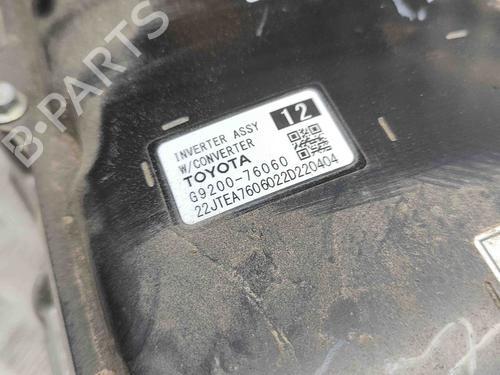 B-PARTS
INVERTER ASSY
12
W/CONVERTER
TOYOTA
G9200-76060
22JTEA7606022D220404